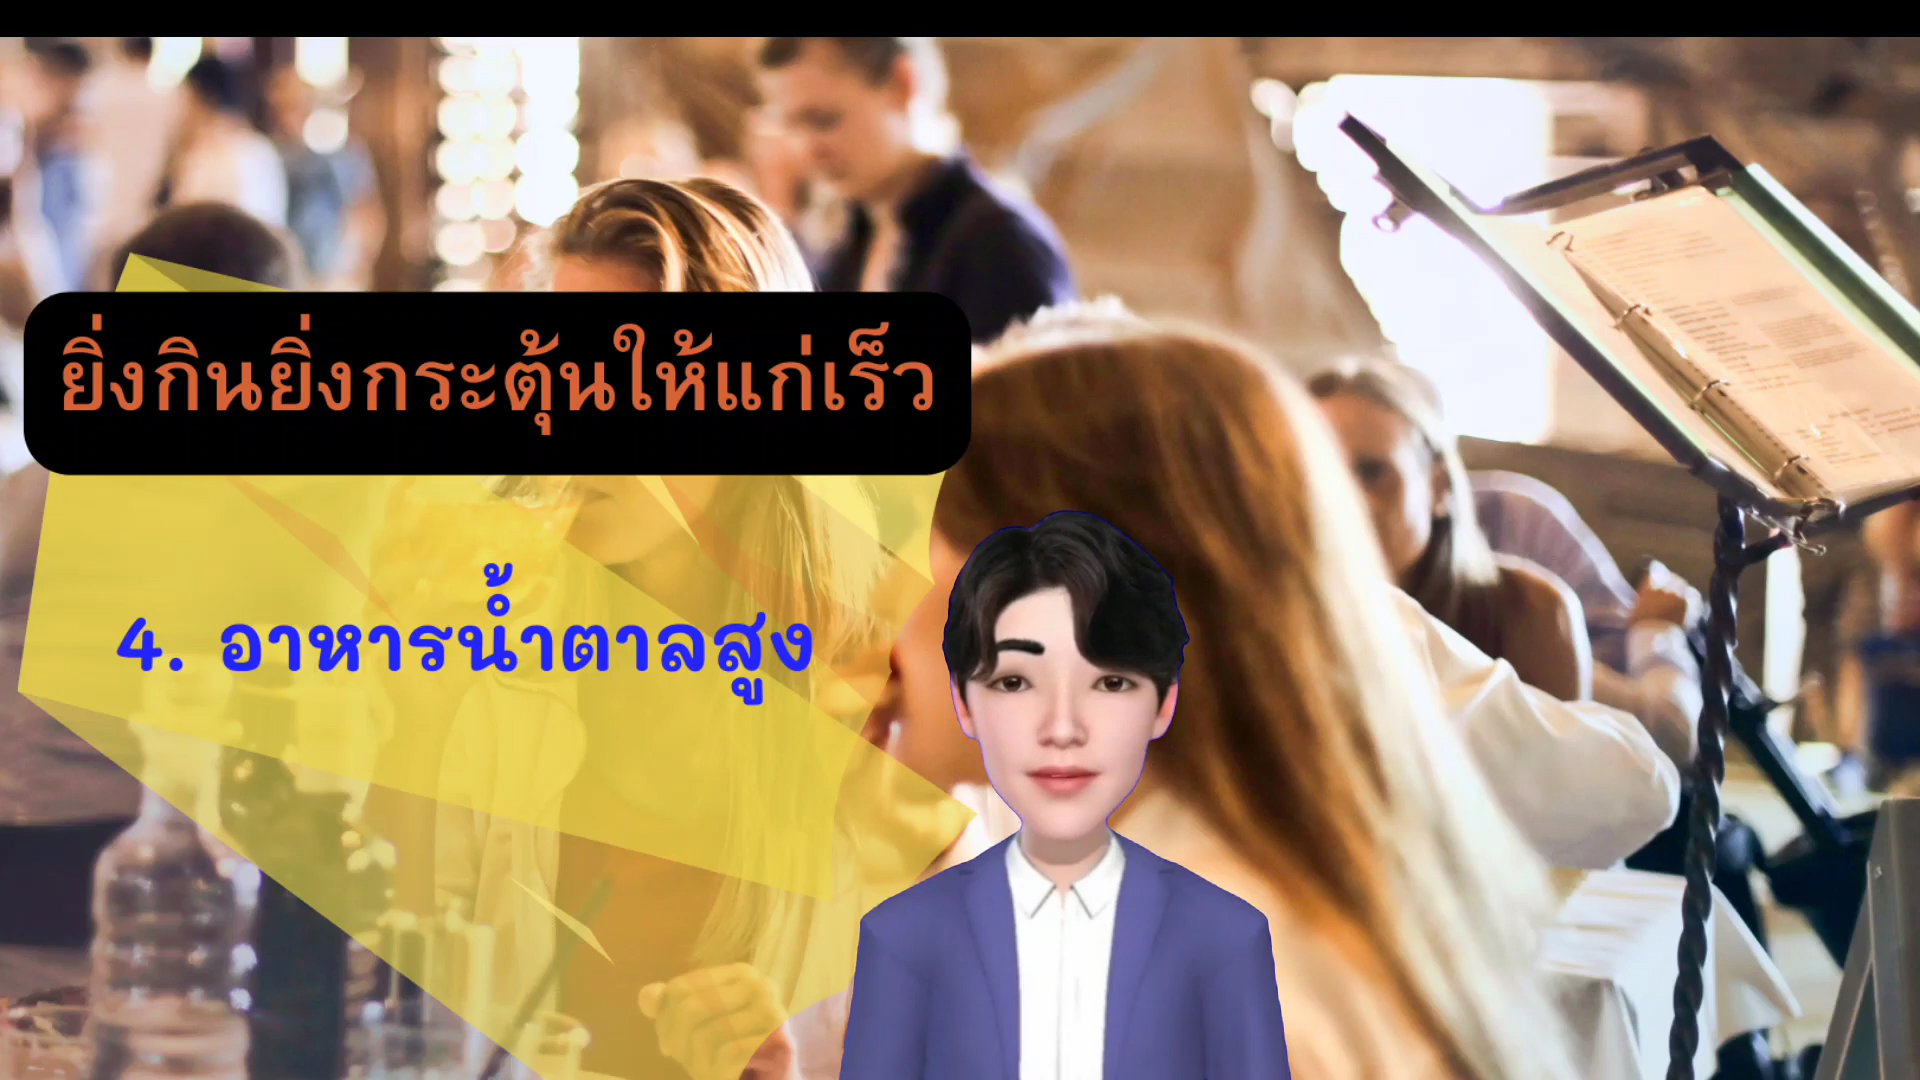 ยิ่งกินยิ่งกระตุ้นให้แก่เร็ว
4. อาหารน้ำตาลสูง